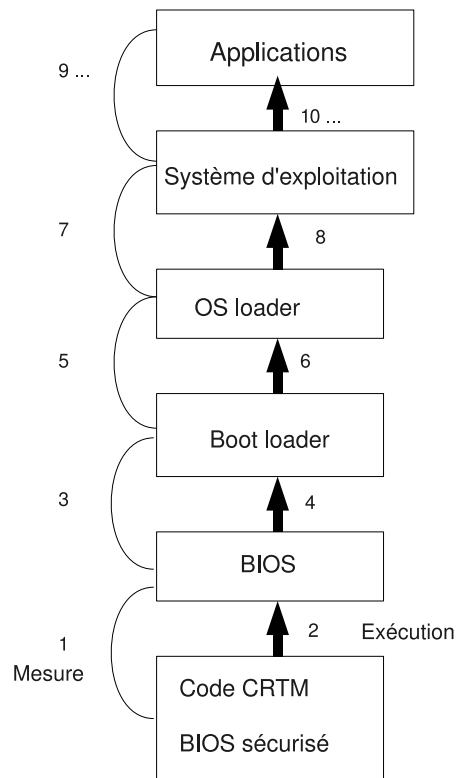 Applications
9 ...
10 ...
Système d'exploitation
7
8
OS loader
5
6
Boot loader
3
4
BIOS
1
Mesure
2
Exécution
Code CRTM
BIOS sécurisé